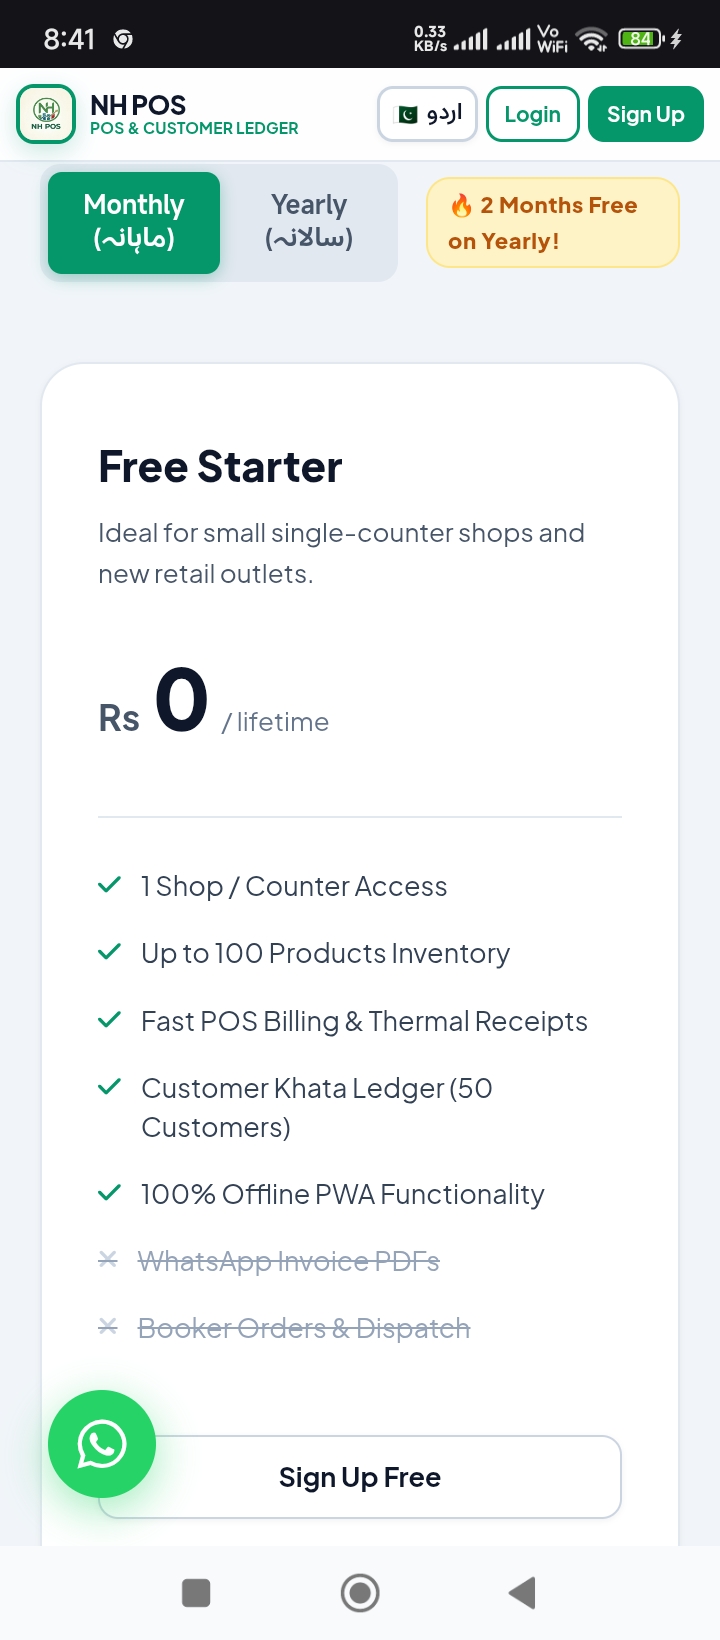 8:41
0.33
KB/s
Vo
WiFi
84
NH POS
NH POS
POS & CUSTOMER LEDGER
اردو
Login
Sign Up
Monthly
(ماہانہ)
Yearly
(سالانہ)
🔥 2 Months Free
on Yearly!
Free Starter
Ideal for small single-counter shops and
new retail outlets.
Rs 0 / lifetime
1 Shop / Counter Access
Up to 100 Products Inventory
Fast POS Billing & Thermal Receipts
Customer Khata Ledger (50
Customers)
100% Offline PWA Functionality
WhatsApp Invoice PDFs
Booker Orders & Dispatch
Sign Up Free